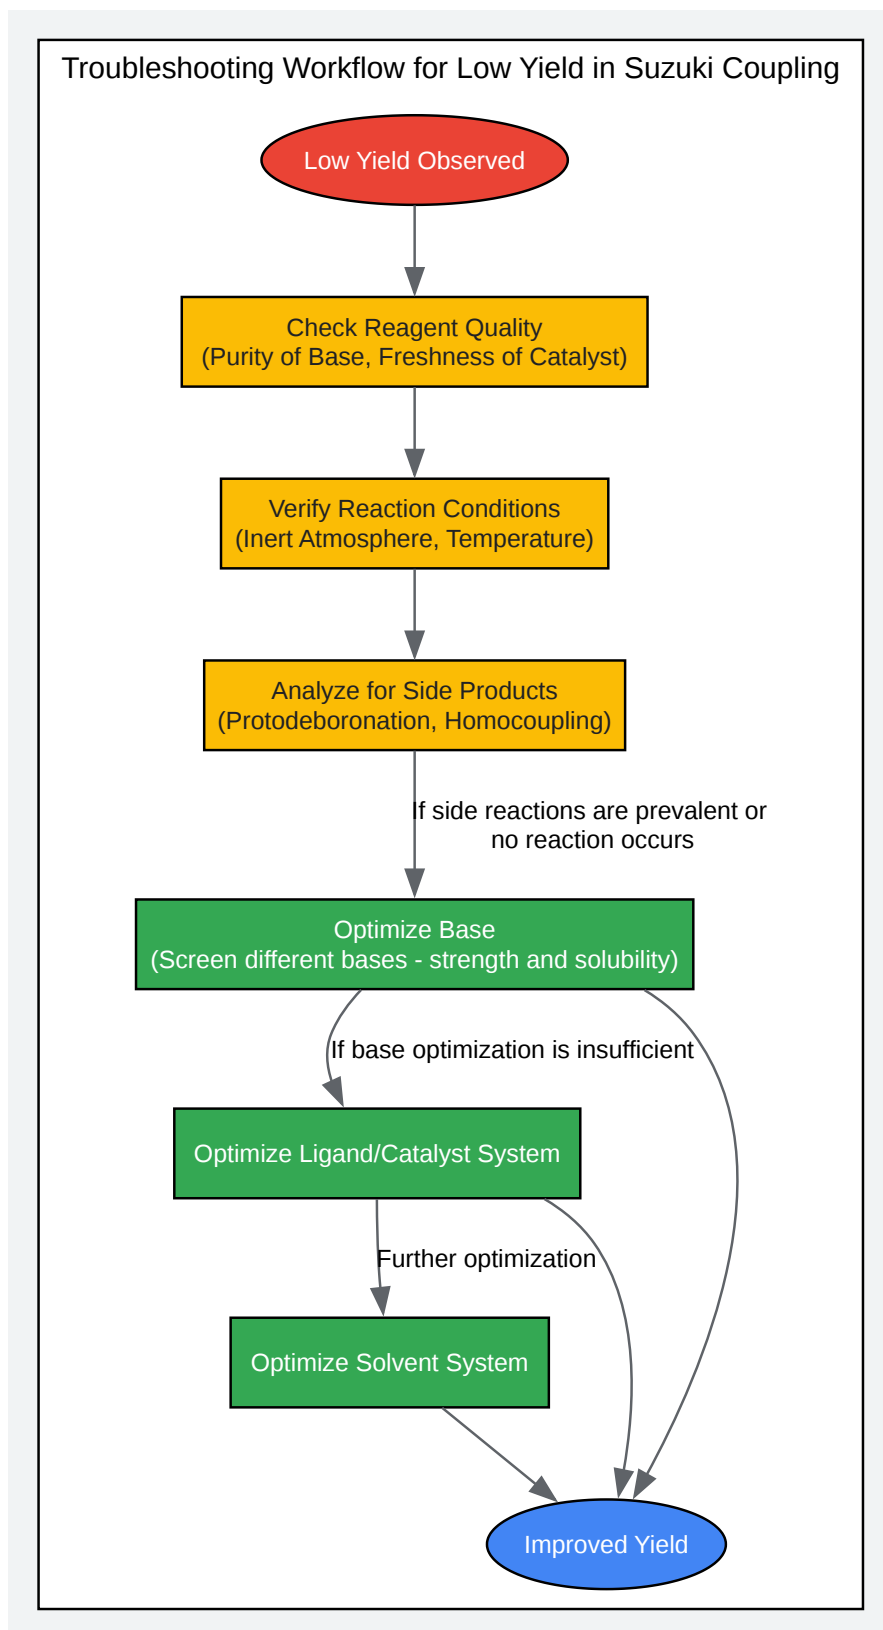 Troubleshooting Workflow for Low Yield in Suzuki Coupling
Low Yield Observed
Check Reagent Quality
(Purity of Base, Freshness of Catalyst)
Verify Reaction Conditions
(Inert Atmosphere, Temperature)
Analyze for Side Products
(Protodeboronation, Homocoupling)
If side reactions are prevalent or
no reaction occurs
Optimize Base
(Screen different bases - strength and solubility)
If base optimization is insufficient
Optimize Ligand/Catalyst System
Further optimization
Optimize Solvent System
Improved Yield